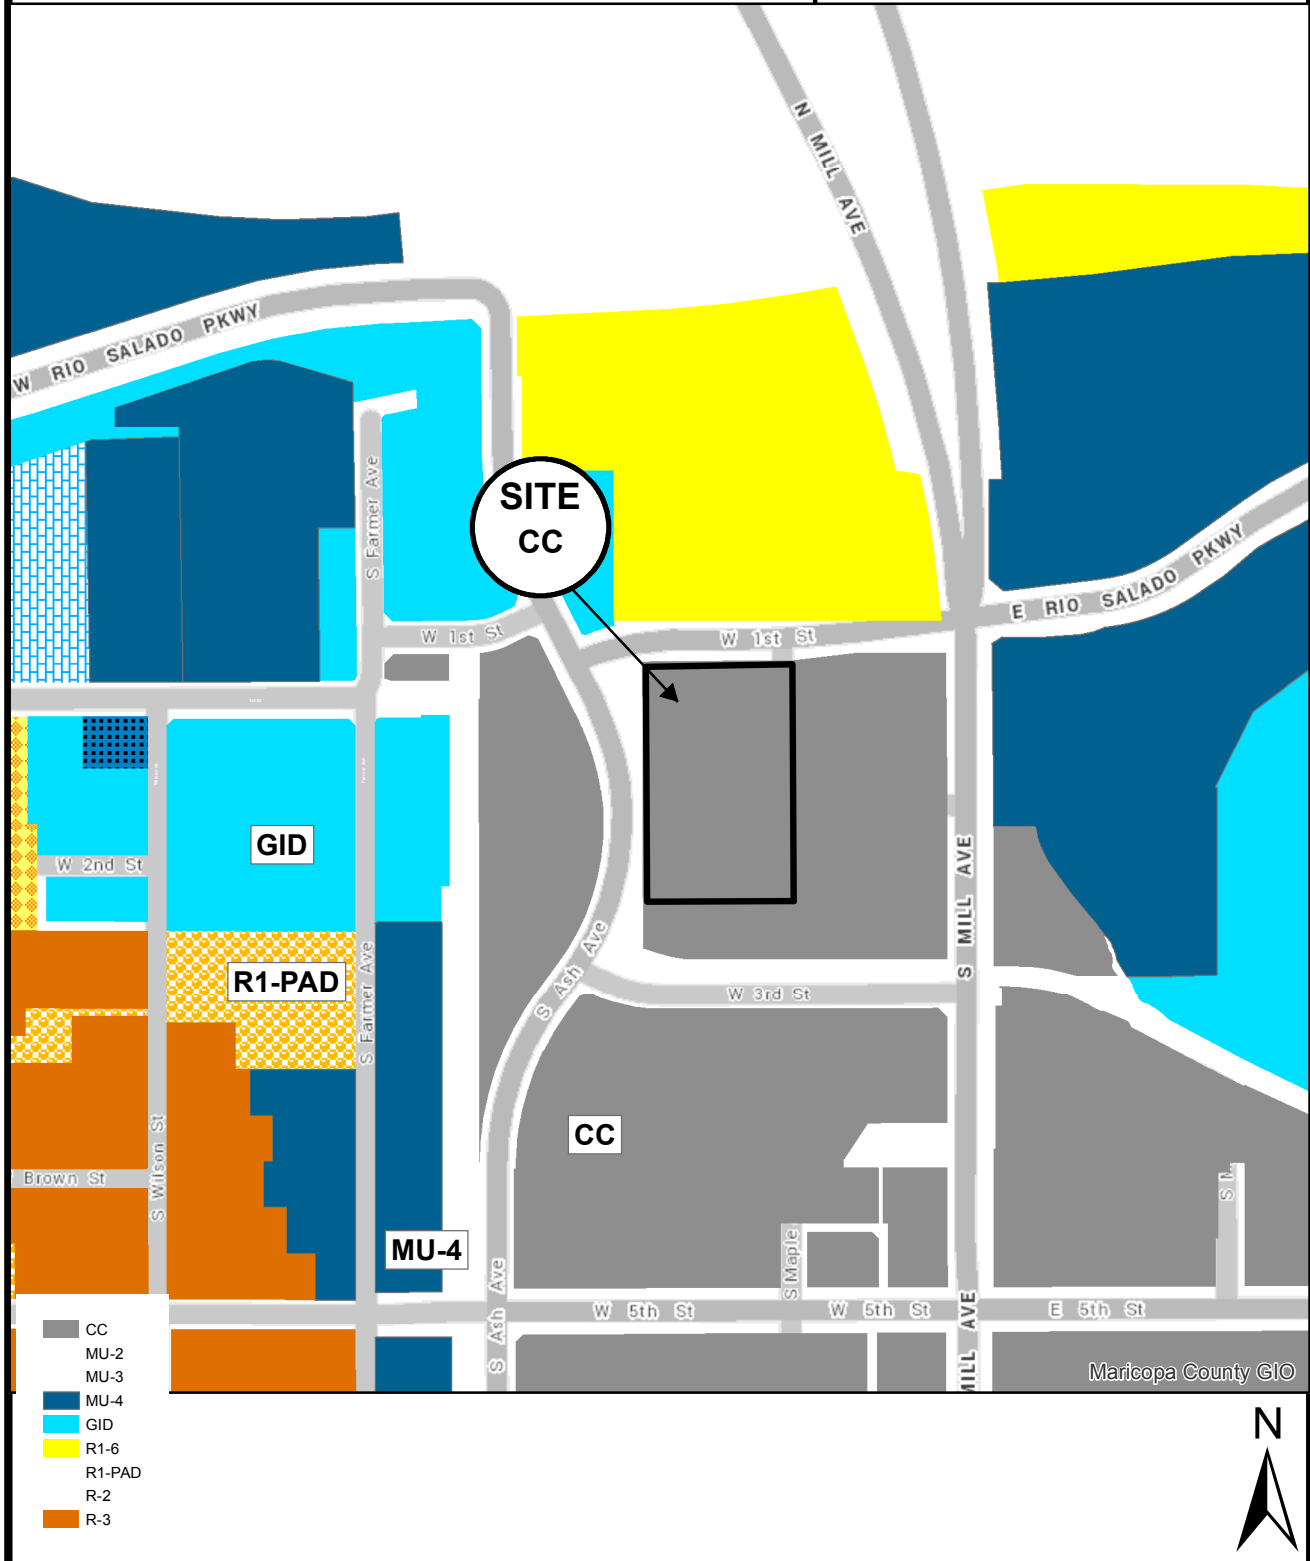 N MILL AVE
W RIO SALADO PKWY
SITE
CC
S Farmer Ave
E RIO SALADO PKWY
W 1st St
W 1st St
GID
W 2nd St
S MILL AVE
R1-PAD
S Farmer Ave
S Ash Ave
W 3rd St
CC
Brown St
S Wilson St
S M
MU-4
S Maple
S Ash Ave
W 5th St
W 5th St
MILL AVE
E 5th St
Maricopa County GIO
CC
MU-2
MU-3
MU-4
GID
R1-6
R1-PAD
R-2
R-3
N